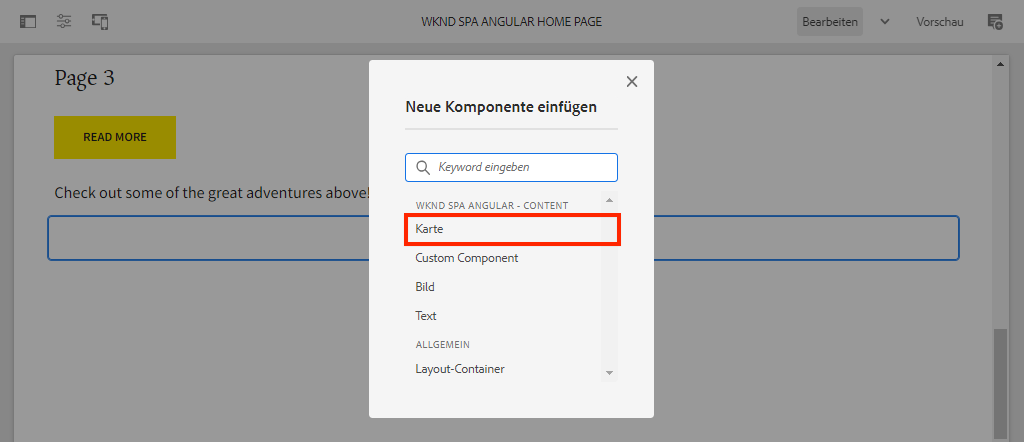 WKND SPA ANGULAR HOME PAGE
Bearbeiten
Vorschau
Page 3
READ MORE
Check out some of the great adventures above!
Neue Komponente einfügen
Keyword eingeben
WKND SPA ANGULAR - CONTENT
Karte
Custom Component
Bild
Text
ALLGEMEIN
Layout-Container